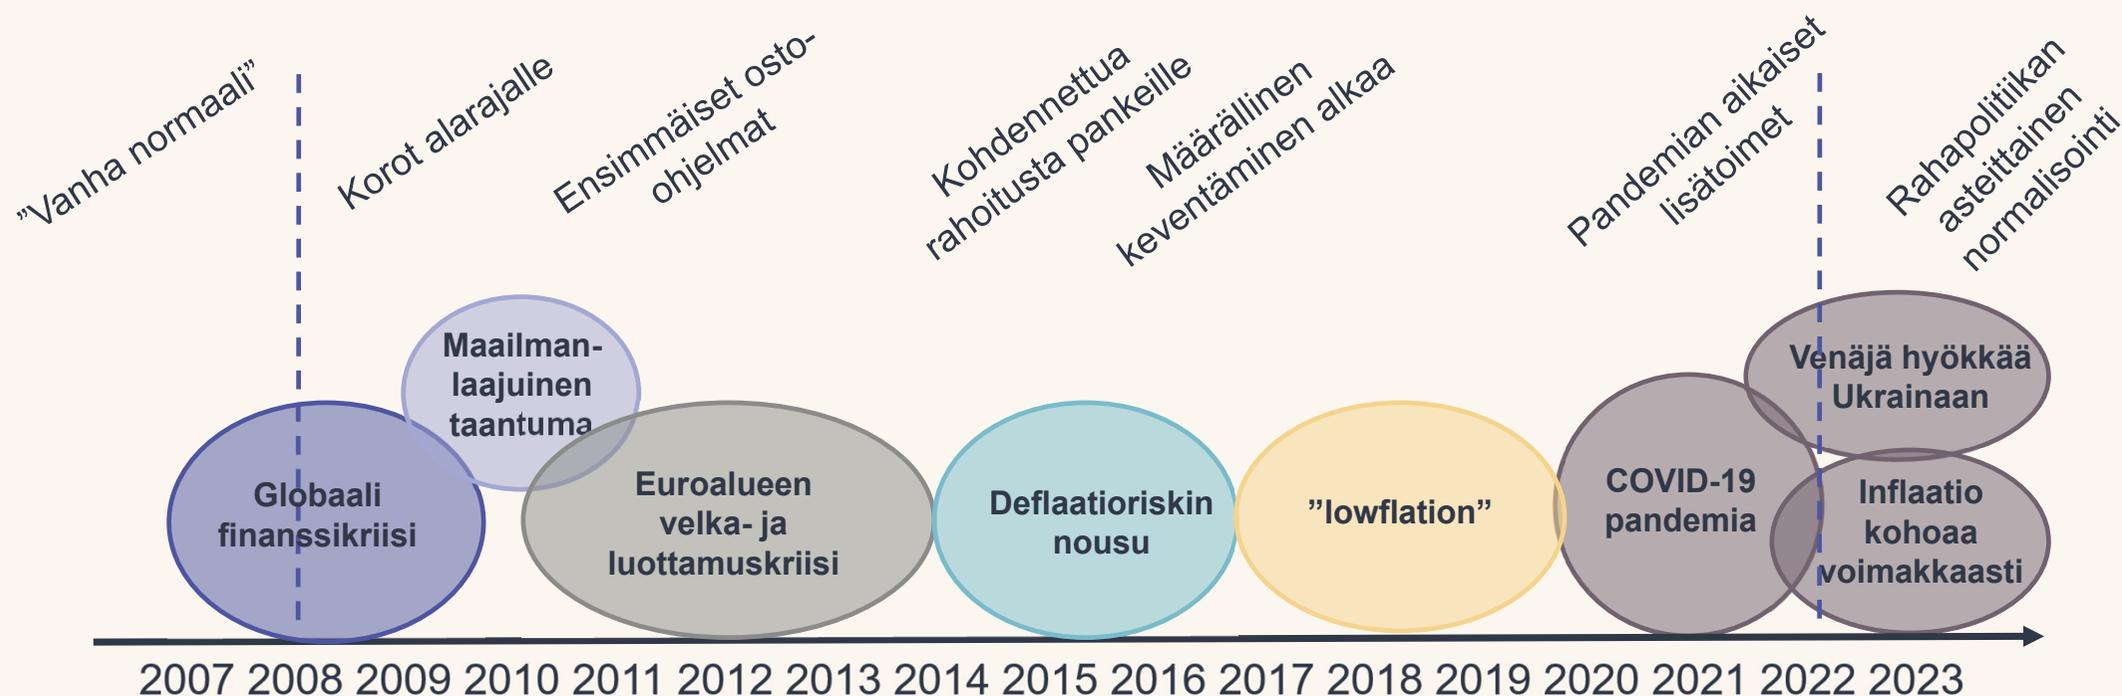 ”Vanha normaali”
Korot alarajalle
Ensimmäiset osto-
ohjelmat
Kohdennettua
rahoitusta pankeille
Määrällinen
keventäminen alkaa
Pandemian aikaiset
lisätoimet
Rahapolitiikan
asteittainen
normalisointi
Globaali
finanssikriisi
Maailman-
laajuinen
taantuma
Euroalueen
velka- ja
luottamuskriisi
Deflaatioriskin
nousu
”lowflation”
COVID-19
pandemia
Venäjä hyökkää
Ukrainaan
Inflaatio
kohoaa
voimakkaasti
2007 2008 2009 2010 2011 2012 2013 2014 2015 2016 2017 2018 2019 2020 2021 2022 2023